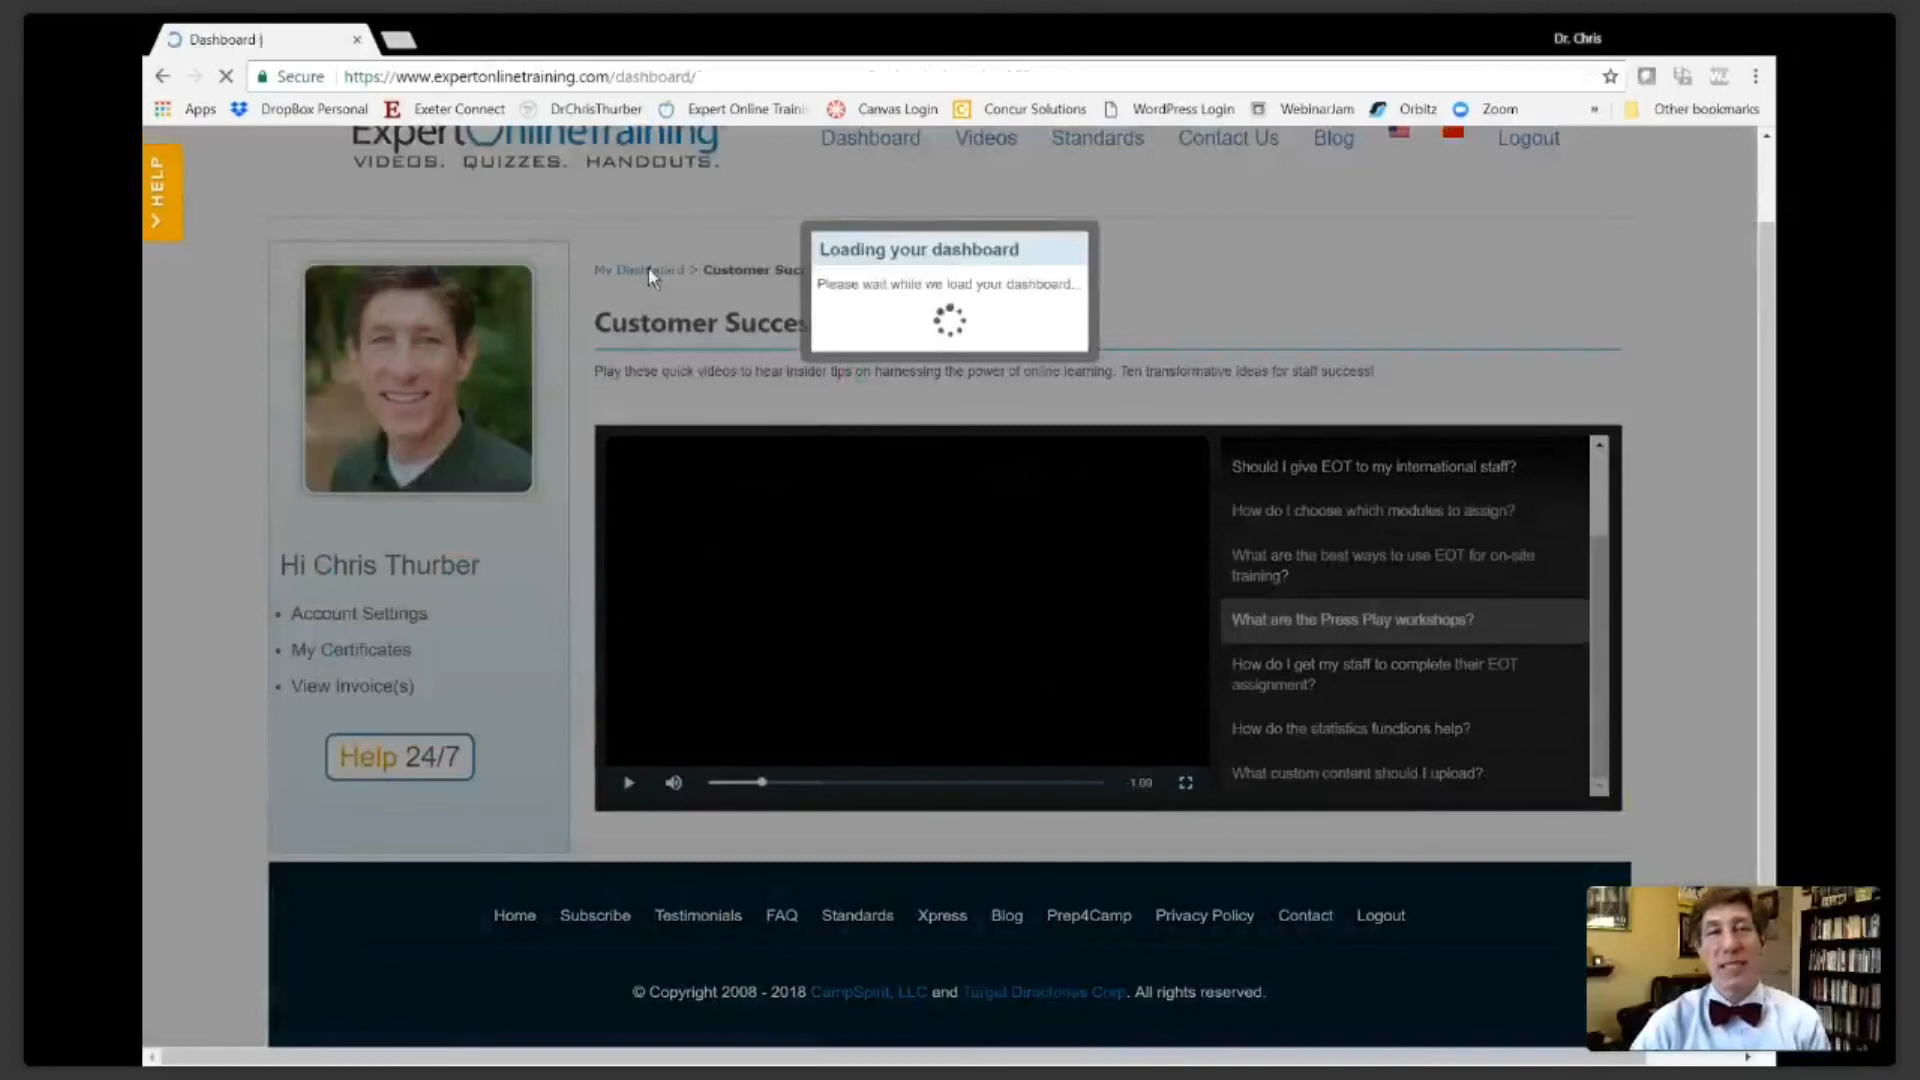 Dashboard |
Dr. Chris
Secure https://www.expertonlinetraining.com/dashboard/
Apps DropBox Personal Exeter Connect DrChrisThurber Expert Online Traini Canvas Login Concur Solutions WordPress Login WebinarJam Orbitz Zoom » Other bookmarks
ExpertOnlineTraining
VIDEOS. QUIZZES. HANDOUTS.
Dashboard Videos Standards Contact Us Blog Logout
HELP
Loading your dashboard
Please wait while we load your dashboard...
My Dashboard > Customer Suc
Customer Succes
Play these quick videos to hear insider tips on harnessing the power of online learning. Ten transformative ideas for staff success!
Should I give EOT to my international staff?
How do I choose which modules to assign?
What are the best ways to use EOT for on-site
training?
What are the Press Play workshops?
How do I get my staff to complete their EOT
assignment?
How do the statistics functions help?
What custom content should I upload?
-1:09
Hi Chris Thurber
• Account Settings
• My Certificates
• View Invoice(s)
Help 24/7
Home Subscribe Testimonials FAQ Standards Xpress Blog Prep4Camp Privacy Policy Contact Logout
© Copyright 2008 - 2018 CampSpirit, LLC and Target Directories Corp. All rights reserved.